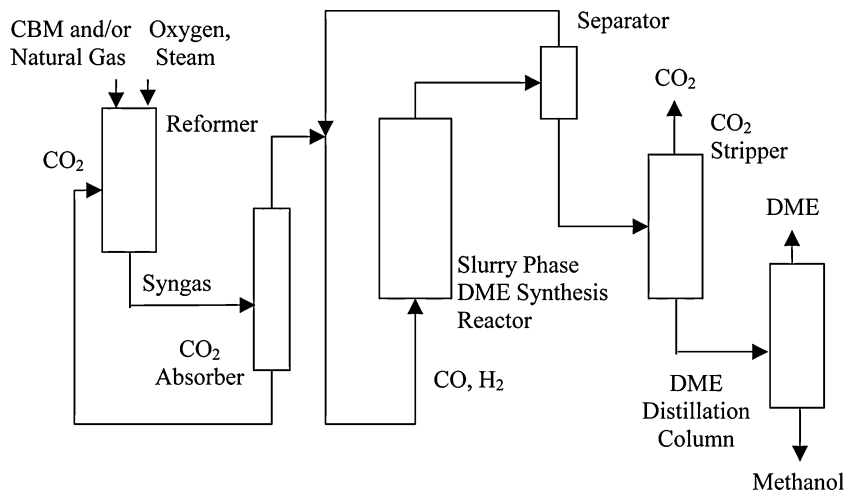 CBM and/or
Natural Gas
Oxygen,
Steam
Separator
Reformer
CO₂
CO₂
CO₂
Stripper
DME
Syngas
Slurry Phase
DME Synthesis
Reactor
CO₂
Absorber
CO, H₂
DME
Distillation
Column
Methanol